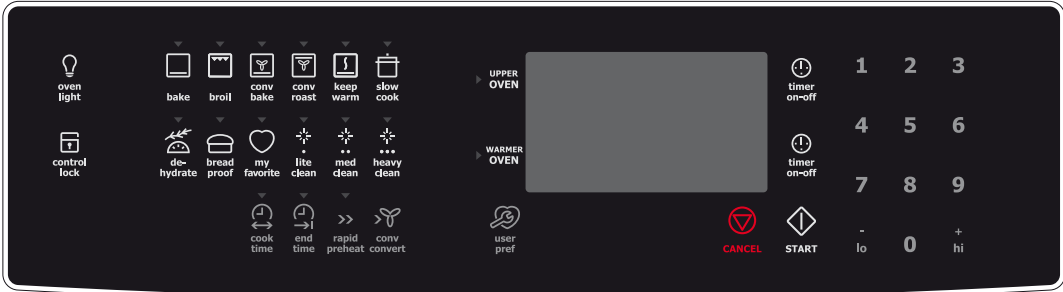 oven
light
bake
broil
conv
bake
conv
roast
keep
warm
slow
cook
UPPER
OVEN
timer
on-off
1 2 3
control
lock
de-
hydrate
bread
proof
my
favorite
lite
clean
med
clean
heavy
clean
WARMER
OVEN
timer
on-off
4 5 6
7 8 9
cook
time
end
time
rapid
preheat
conv
convert
user
pref
CANCEL
START
-
lo
0
+
hi